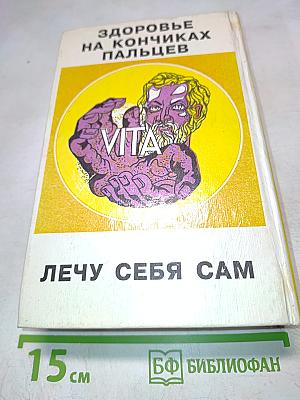 ЗДОРОВЬЕ
НА КОНЧИКАХ
ПАЛЬЦЕВ
VITA
ЛЕЧУ СЕБЯ САМ
15 см
БФ БИБЛИОФАН